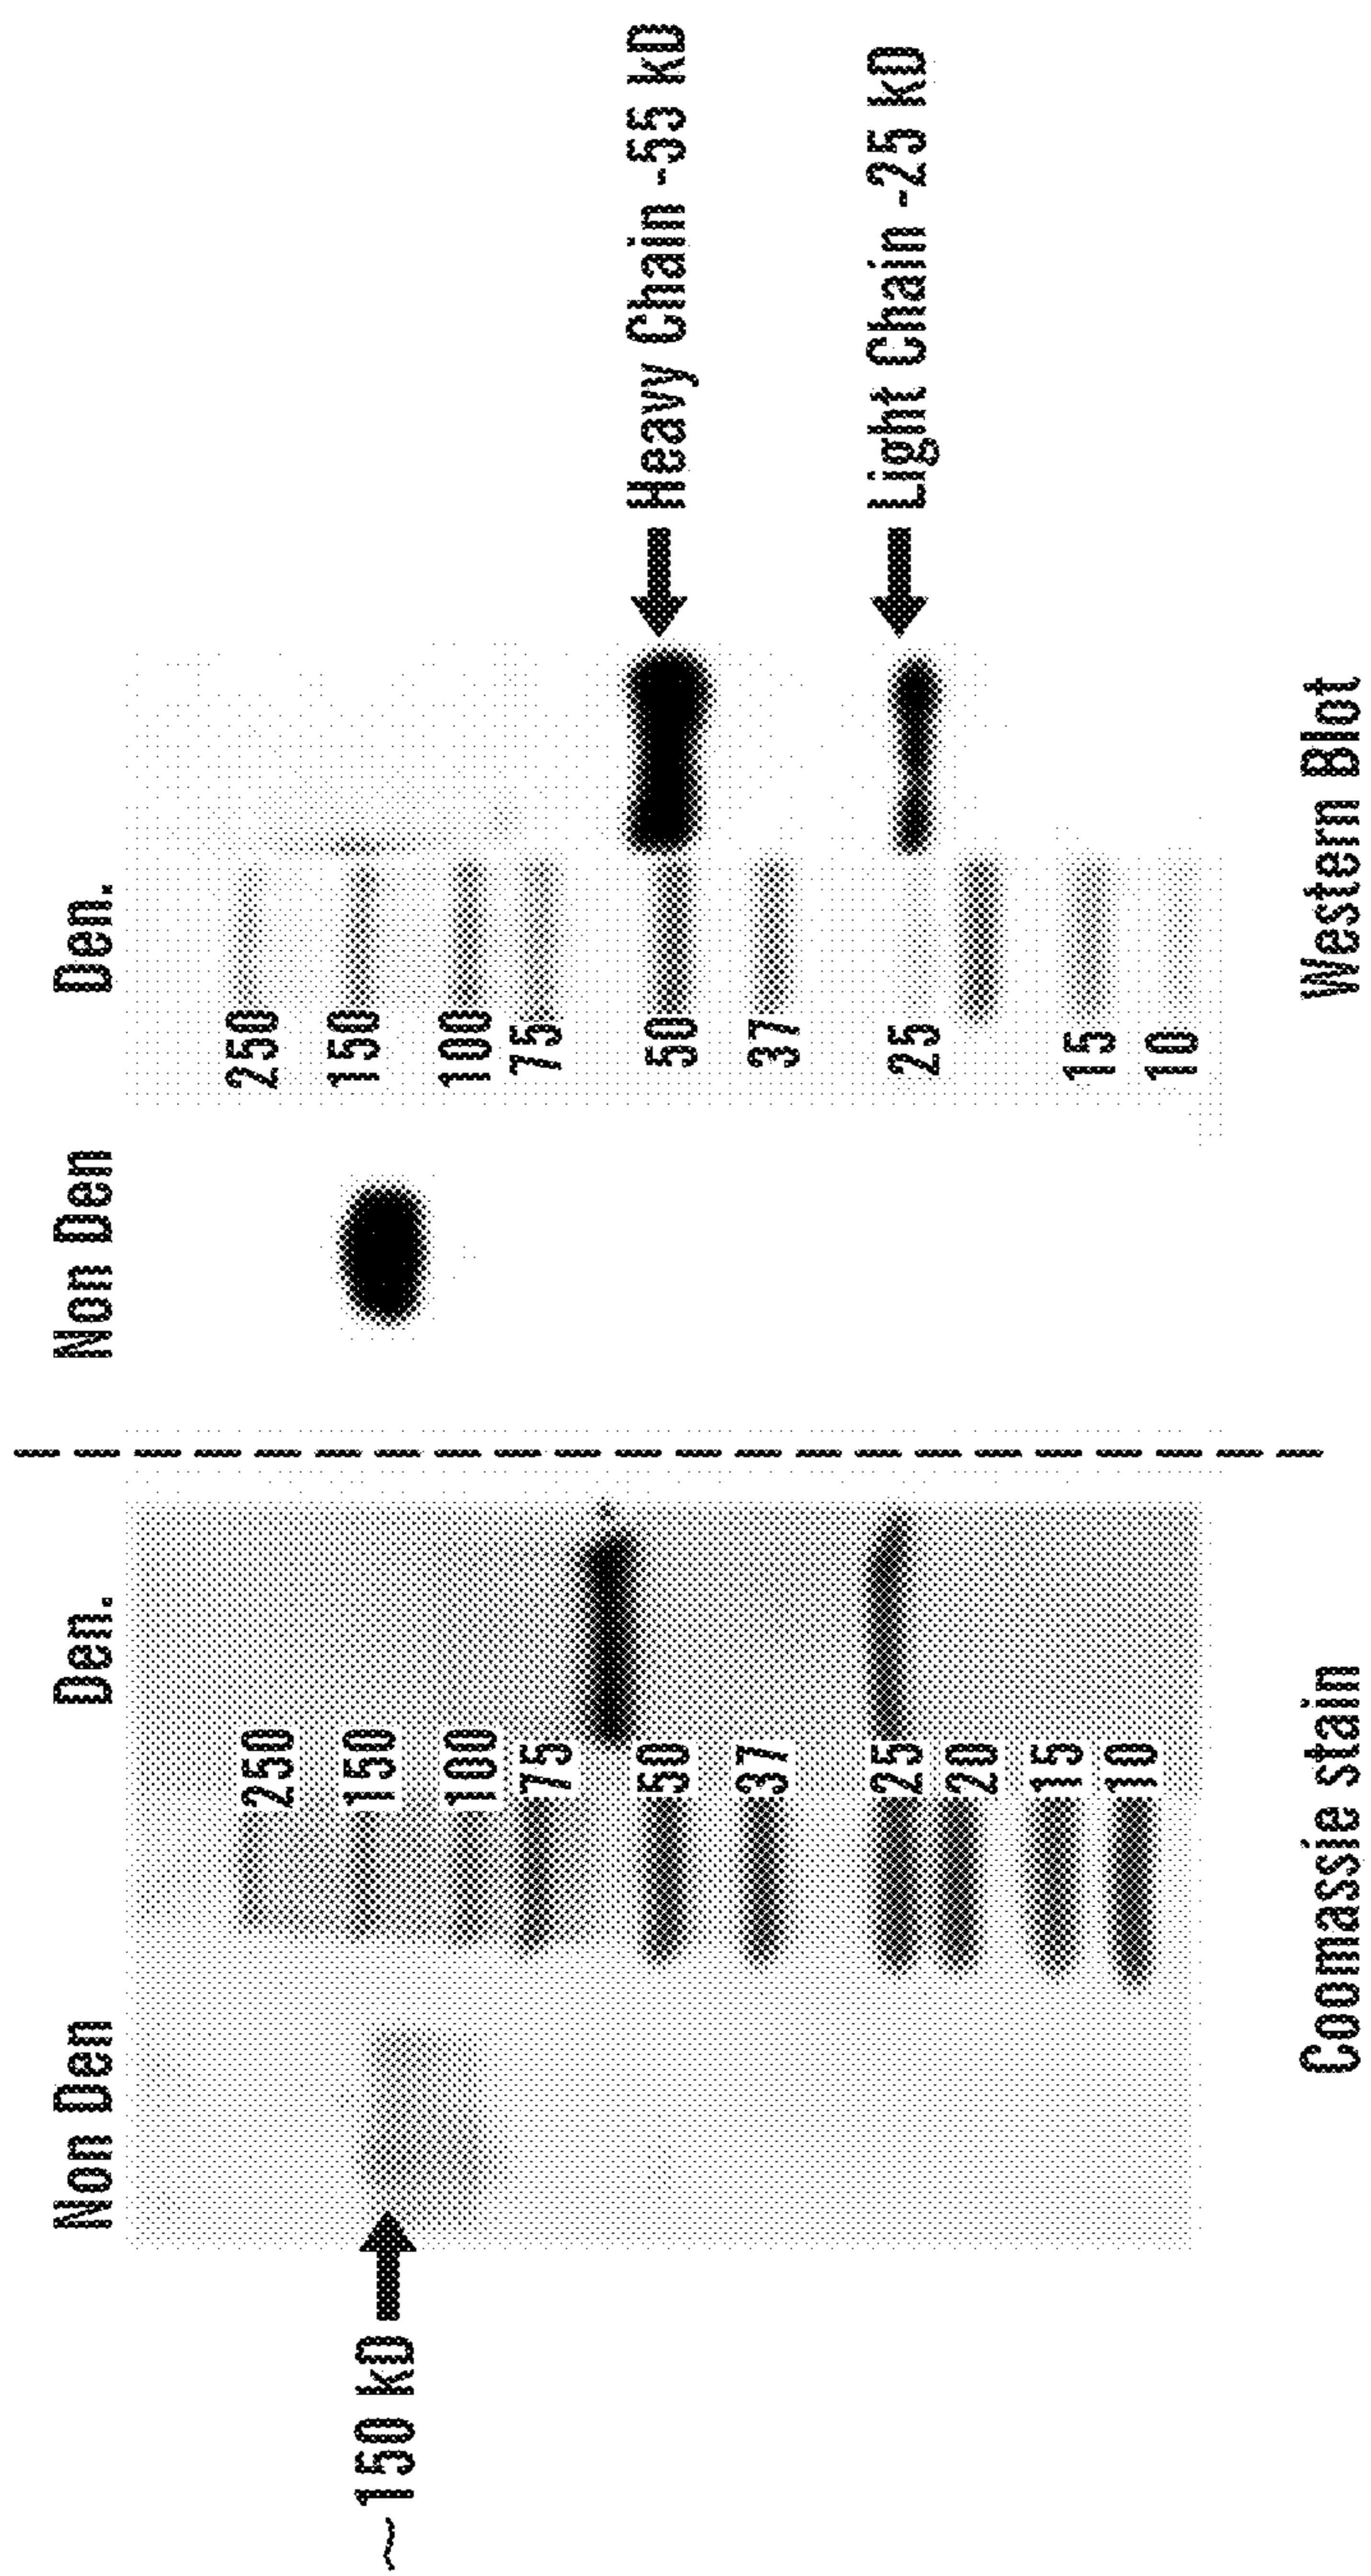 Non Den
Den.
Non Den
Den.
~ 150 kD
250
150
100
75
50
37
25
20
15
10
250
150
100
75
50
37
25
15
10
Heavy Chain -55 kD
Light Chain -25 kD
Coomassie stain
Western Blot